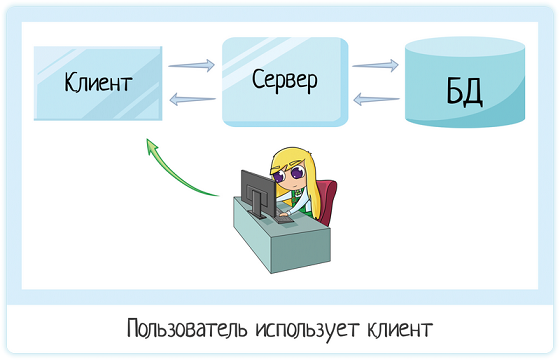 Клиент
Сервер
БД
Пользователь использует клиент